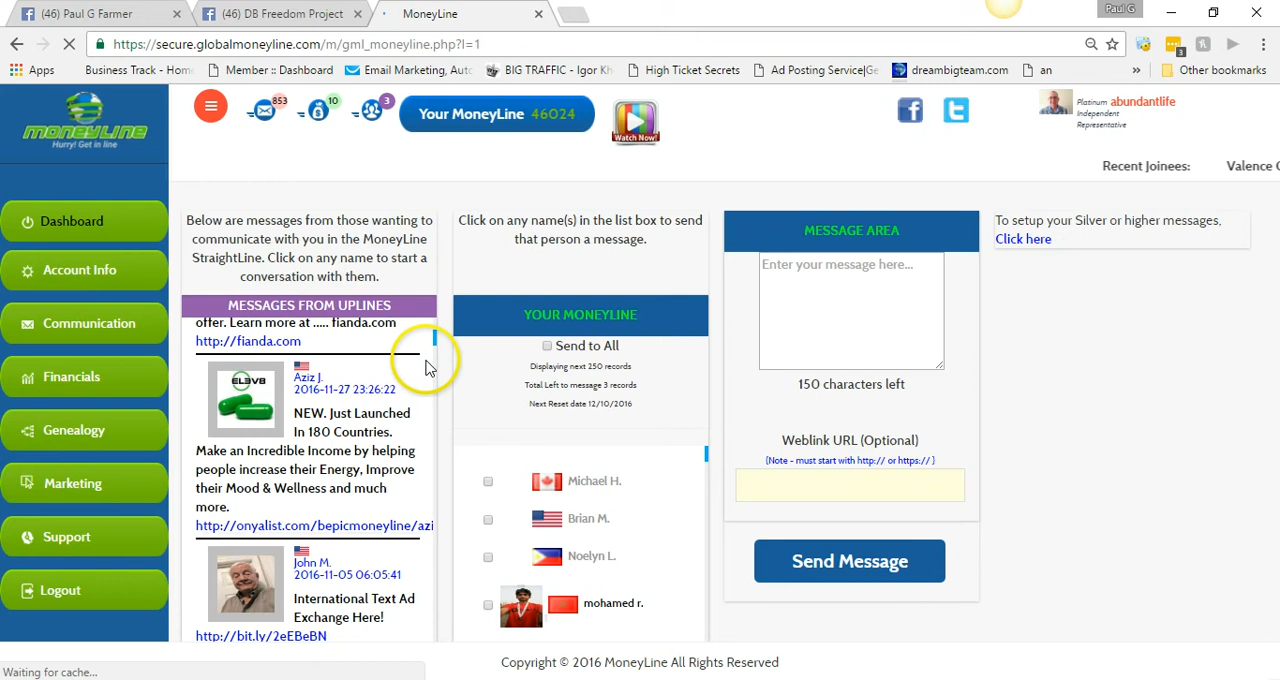 (46) Paul G Farmer
(46) DB Freedom Project
MoneyLine
Paul G
https://secure.globalmoneyline.com/m/gml_moneyline.php?l=1
3
Apps
Business Track - Hom
Member :: Dashboard
Email Marketing, Aut
BIG TRAFFIC - Igor Kh
High Ticket Secrets
Ad Posting Service|Ge
dreambigteam.com
an
»
Other bookmarks
MONEYLINE
Hurry! Get in line
853
10
3
Your MoneyLine 46024
Watch Now!
Platinum abundantlife
Independent
Representative
Recent Joinees:
Valence C
Dashboard
Account Info
Communication
Financials
Genealogy
Marketing
Support
Logout
Below are messages from those wanting to
communicate with you in the MoneyLine
StraightLine. Click on any name to start a
conversation with them.
MESSAGES FROM UPLINES
offer. Learn more at ..... fianda.com
http://fianda.com
ELEV8
Aziz J.
2016-11-27 23:26:22
NEW. Just Launched
In 180 Countries.
Make an Incredible Income by helping
people increase their Energy, Improve
their Mood & Wellness and much
more.
http://onyalist.com/bepicmoneyline/azi
John M.
2016-11-05 06:05:41
International Text Ad
Exchange Here!
http://bit.ly/2eEBeBN
Click on any name(s) in the list box to send
that person a message.
YOUR MONEYLINE
Send to All
Displaying next 250 records
Total Left to message 3 records
Next Reset date 12/10/2016
Michael H.
Brian M.
Noelyn L.
mohamed r.
MESSAGE AREA
Enter your message here...
150 characters left
Weblink URL (Optional)
(Note - must start with http:// or https:// )
Send Message
To setup your Silver or higher messages,
Click here
Copyright © 2016 MoneyLine All Rights Reserved
Waiting for cache...